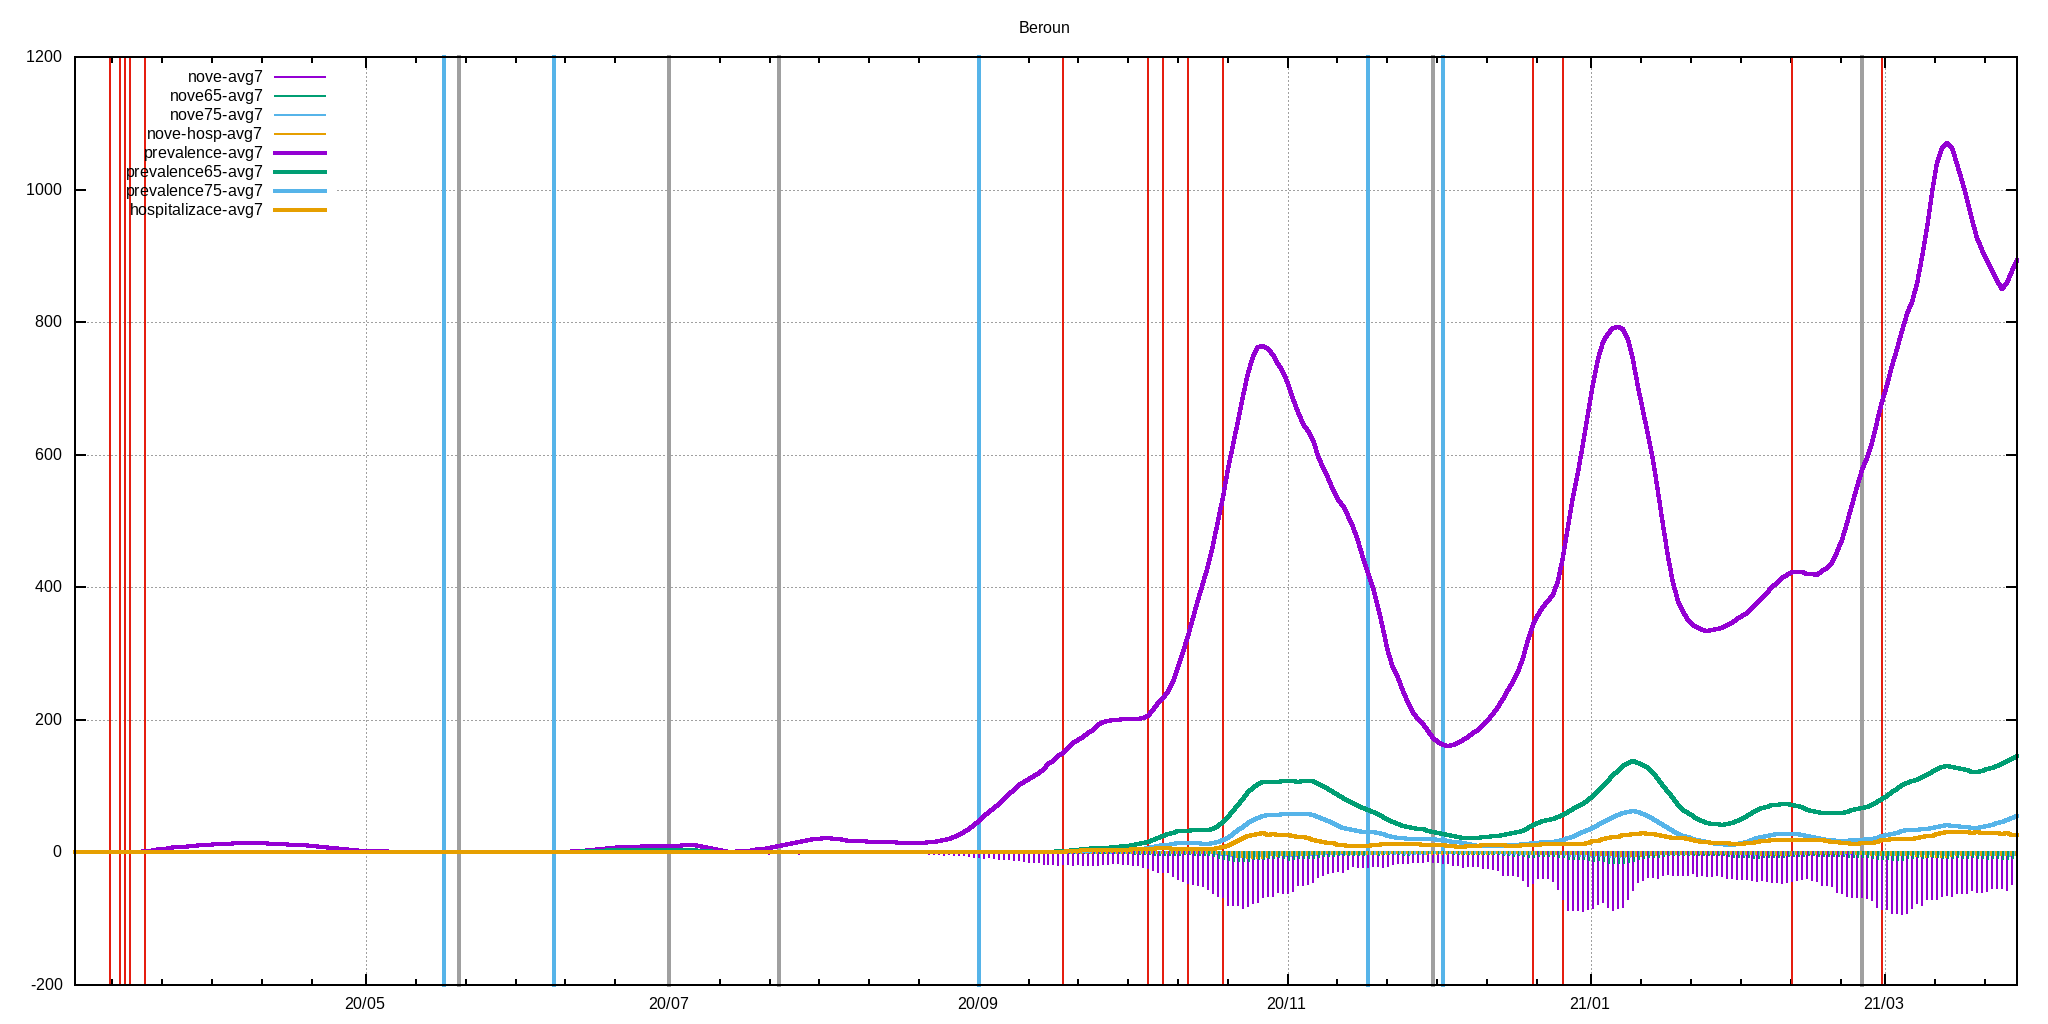 Beroun
1200
1000
800
600
400
200
0
-200
nove-avg7
nove65-avg7
nove75-avg7
nove-hosp-avg7
prevalence-avg7
prevalence65-avg7
prevalence75-avg7
hospitalizace-avg7
20/05 20/07 20/09 20/11 21/01 21/03